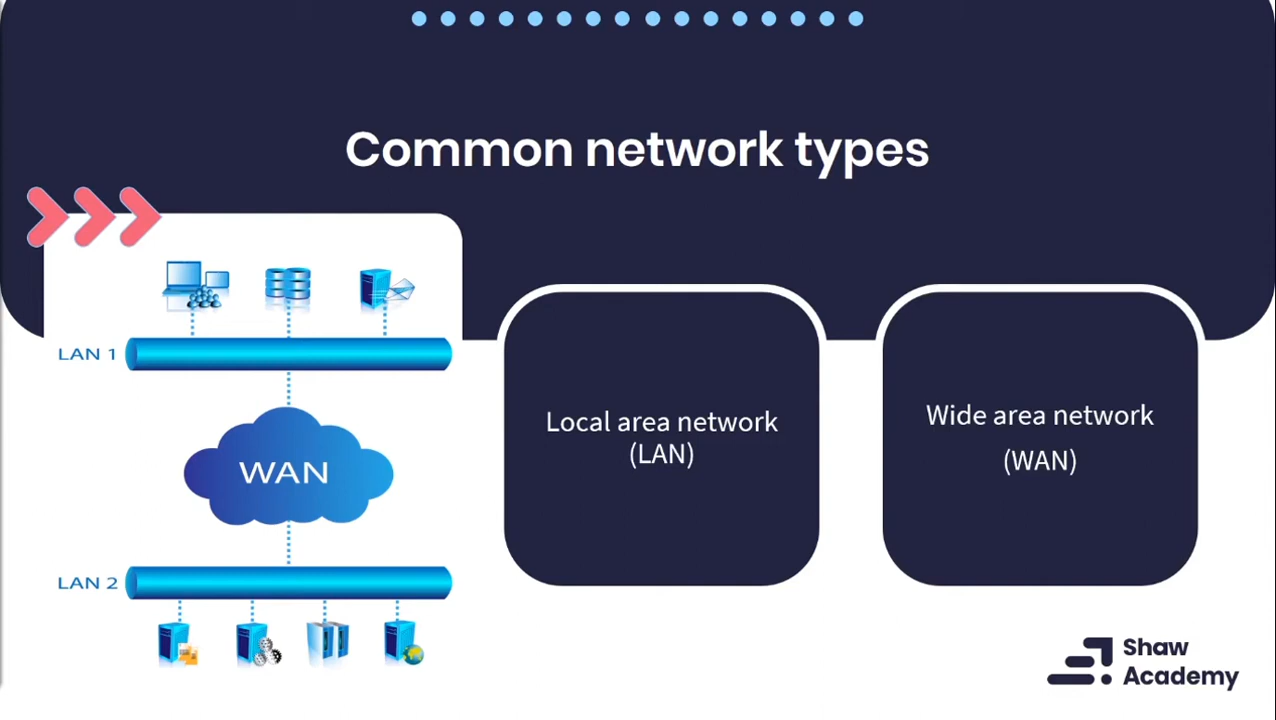 Common network types
LAN 1
WAN
LAN 2
Local area network
(LAN)
Wide area network
(WAN)
Shaw
Academy